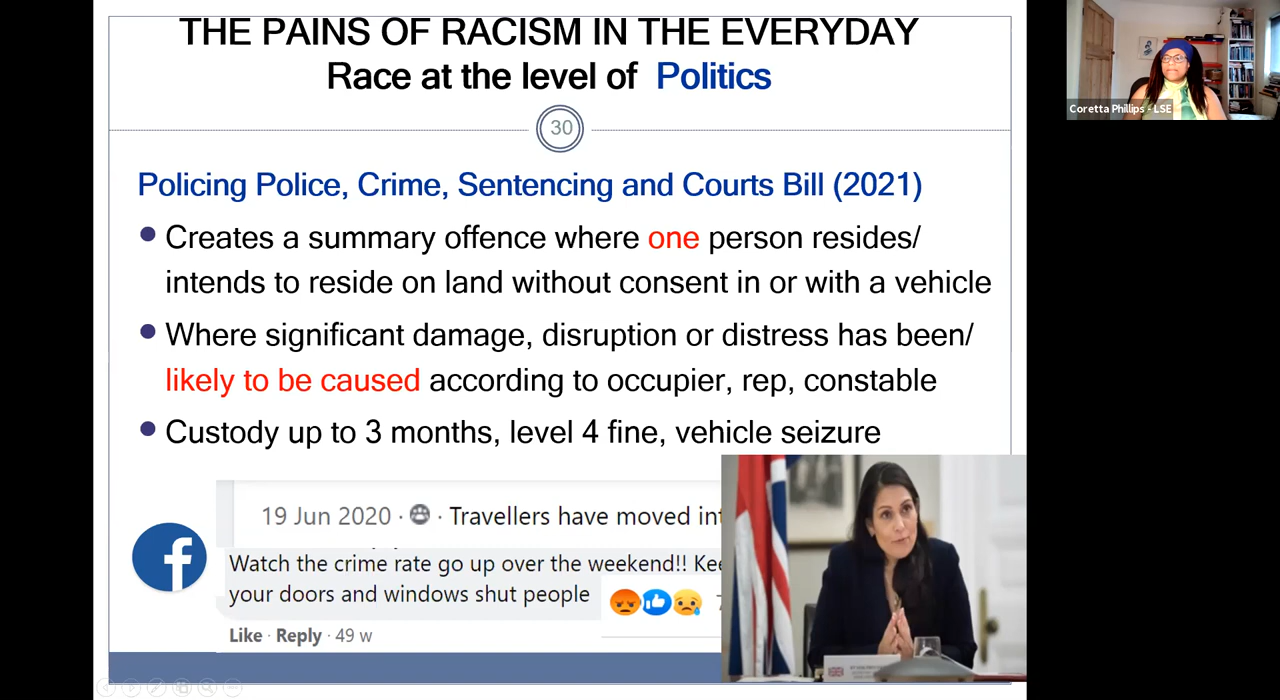 THE PAINS OF RACISM IN THE EVERYDAY
Race at the level of Politics
30
Policing Police, Crime, Sentencing and Courts Bill (2021)
Creates a summary offence where one person resides/
intends to reside on land without consent in or with a vehicle
Where significant damage, disruption or distress has been/
likely to be caused according to occupier, rep, constable
Custody up to 3 months, level 4 fine, vehicle seizure
19 Jun 2020 · Travellers have moved
Watch the crime rate go up over the weekend!!
your doors and windows shut people
Like · Reply · 49 w
Coretta Phillips - LSE